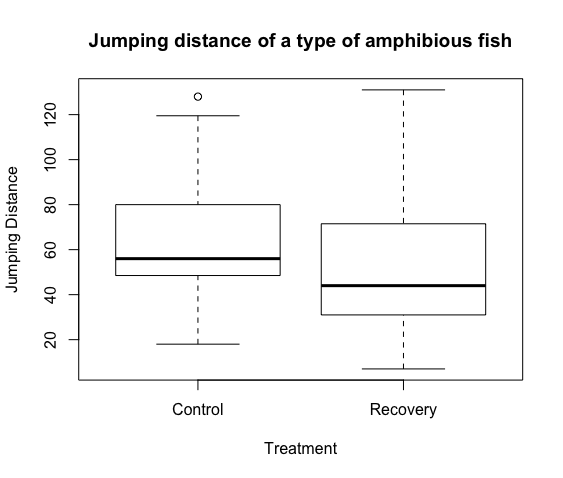 Jumping distance of a type of amphibious fish
Jumping Distance
120
100
80
60
40
20
Control Recovery
Treatment